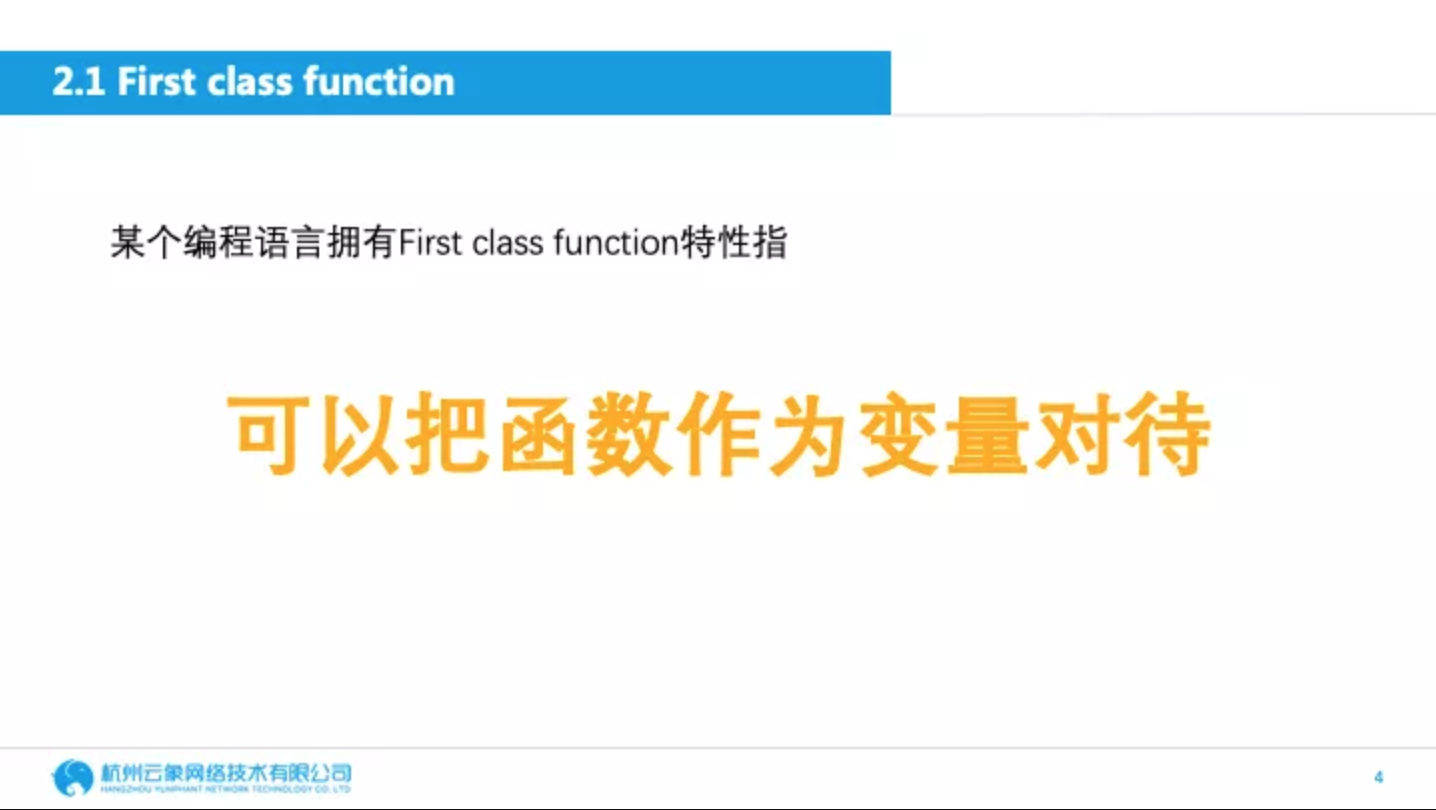 2.1 First class function
某个编程语言拥有First class function特性指
可以把函数作为变量对待
杭州云象网络技术有限公司
HANGZHOU YUNPHANT NETWORK TECHNOLOGY CO. LTD
4